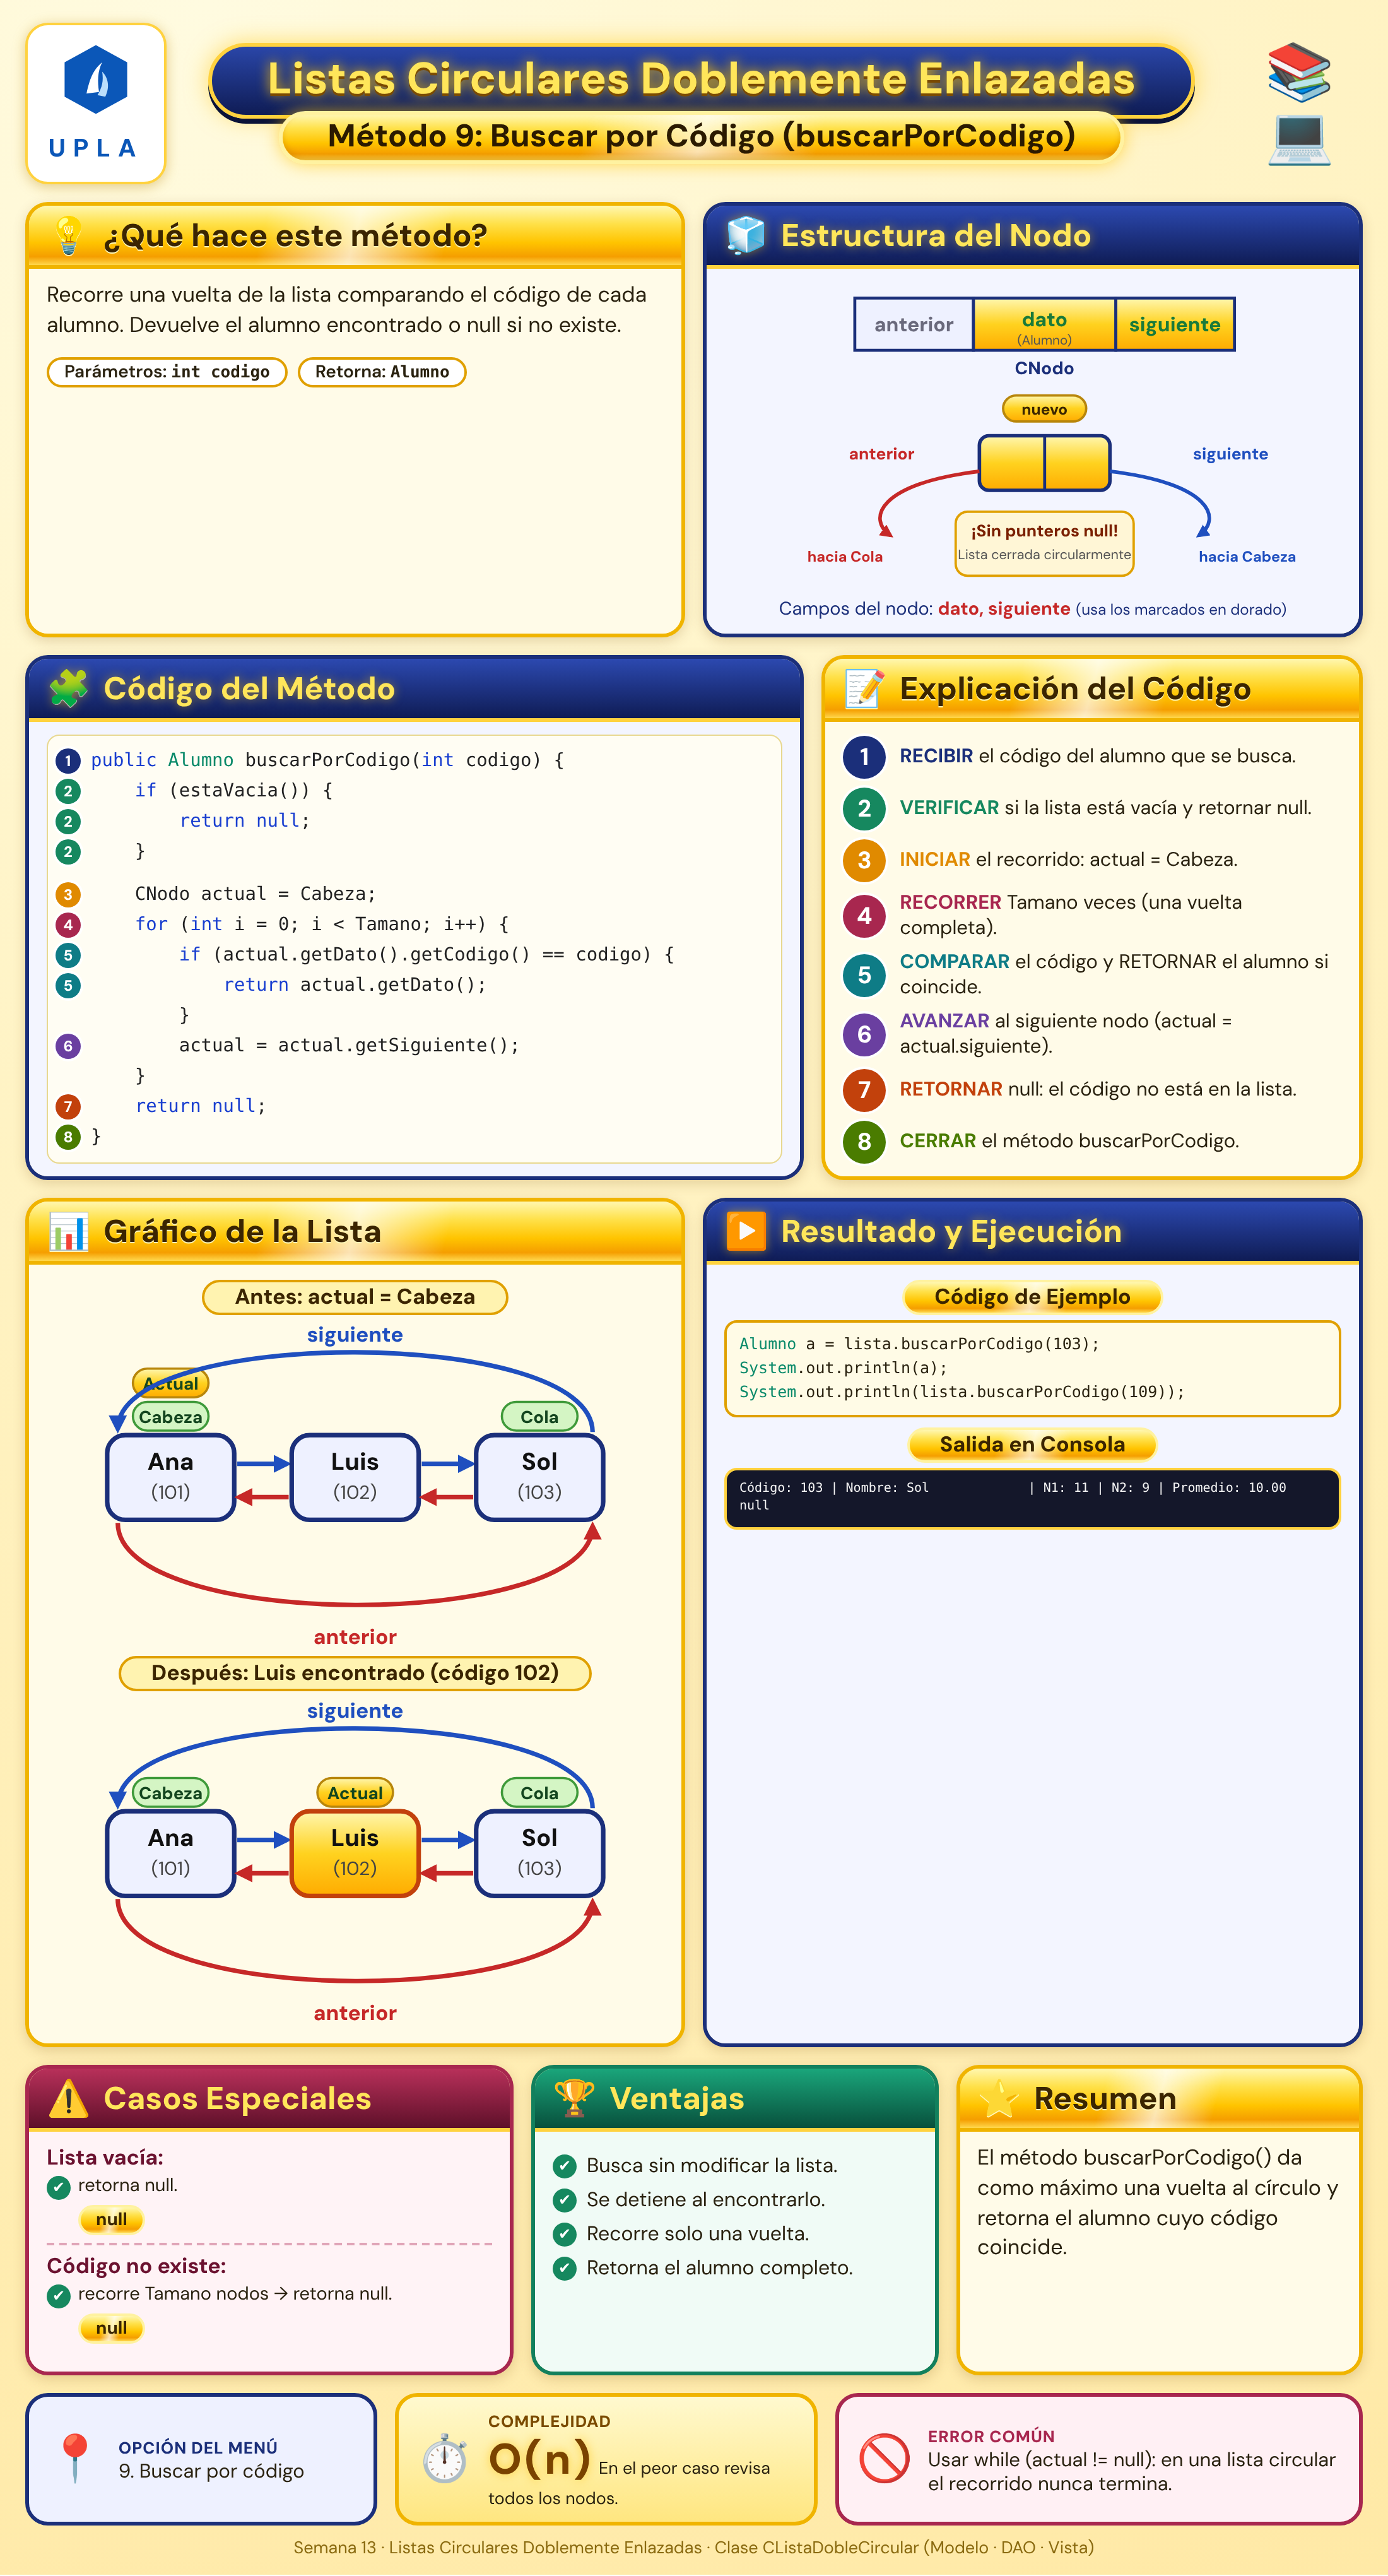 UPLA
Listas Circulares Doblemente Enlazadas
Método 9: Buscar por Código (buscarPorCodigo)
¿Qué hace este método?
Recorre una vuelta de la lista comparando el código de cada
alumno. Devuelve el alumno encontrado o null si no existe.
Parámetros: int codigo
Retorna: Alumno
Estructura del Nodo
anterior
dato
(Alumno)
siguiente
CNodo
nuevo
anterior
siguiente
¡Sin punteros null!
Lista cerrada circularmente
hacia Cola
hacia Cabeza
Campos del nodo: dato, siguiente (usa los marcados en dorado)
Código del Método
1 public Alumno buscarPorCodigo(int codigo) {
2 if (estaVacia()) {
2 return null;
2 }
3 CNodo actual = Cabeza;
4 for (int i = 0; i < Tamano; i++) {
5 if (actual.getDato().getCodigo() == codigo) {
5 return actual.getDato();
}
6 actual = actual.getSiguiente();
}
7 return null;
8 }
Explicación del Código
1 RECIBIR el código del alumno que se busca.
2 VERIFICAR si la lista está vacía y retornar null.
3 INICIAR el recorrido: actual = Cabeza.
4 RECORRER Tamano veces (una vuelta
completa).
5 COMPARAR el código y RETORNAR el alumno si
coincide.
6 AVANZAR al siguiente nodo (actual =
actual.siguiente).
7 RETORNAR null: el código no está en la lista.
8 CERRAR el método buscarPorCodigo.
Gráfico de la Lista
Antes: actual = Cabeza
siguiente
Actual
Cabeza
Cola
Ana
(101)
Luis
(102)
Sol
(103)
anterior
Después: Luis encontrado (código 102)
siguiente
Cabeza
Actual
Cola
Ana
(101)
Luis
(102)
Sol
(103)
anterior
Resultado y Ejecución
Código de Ejemplo
Alumno a = lista.buscarPorCodigo(103);
System.out.println(a);
System.out.println(lista.buscarPorCodigo(109));
Salida en Consola
Código: 103 | Nombre: Sol | N1: 11 | N2: 9 | Promedio: 10.00
null
Casos Especiales
Lista vacía:
✔ retorna null.
null
Código no existe:
✔ recorre Tamano nodos → retorna null.
null
Ventajas
✔ Busca sin modificar la lista.
✔ Se detiene al encontrarlo.
✔ Recorre solo una vuelta.
✔ Retorna el alumno completo.
Resumen
El método buscarPorCodigo() da
como máximo una vuelta al círculo y
retorna el alumno cuyo código
coincide.
OPCIÓN DEL MENÚ
9. Buscar por código
COMPLEJIDAD
O(n) En el peor caso revisa
todos los nodos.
ERROR COMÚN
Usar while (actual != null): en una lista circular
el recorrido nunca termina.
Semana 13 · Listas Circulares Doblemente Enlazadas · Clase CListaDobleCircular (Modelo · DAO · Vista)